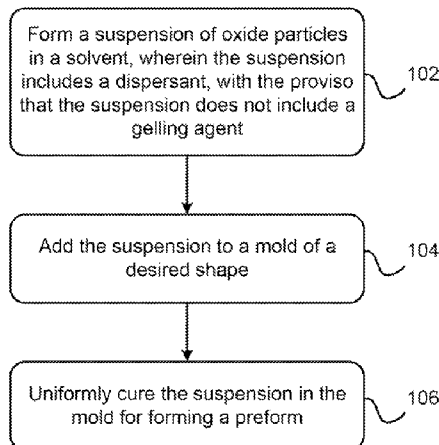 Form a suspension of oxide particles
in a solvent, wherein the suspension
includes a dispersant, with the proviso
that the suspension does not include a
gelling agent
102
Add the suspension to a mold of a
desired shape
104
Uniformly cure the suspension in the
mold for forming a preform
106